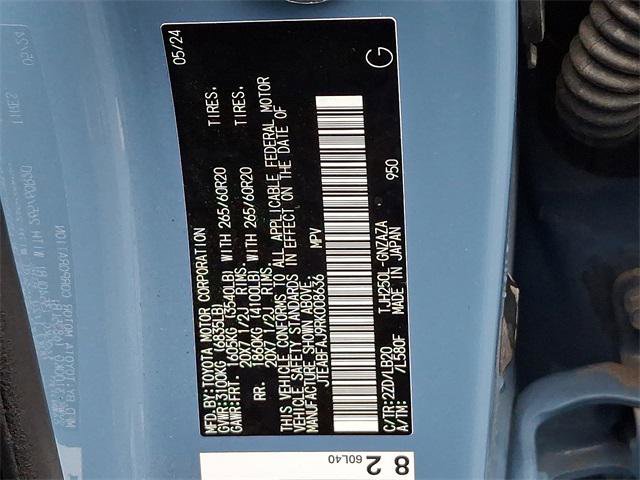 MFD.BY:TOYOTA MOTOR CORPORATION 05/24
GVWR:3100KG (6835LB)
GAWR:FRT. 1605KG (3540LB) WITH 265/60R20 TIRES.
20X7 1/2J RIMS.
RR. 1860KG (4100LB) WITH 265/60R20 TIRES.
20X7 1/2J RIMS.
THIS VEHICLE CONFORMS TO ALL APPLICABLE FEDERAL MOTOR
VEHICLE SAFETY STANDARDS IN EFFECT ON THE DATE OF
MANUFACTURE SHOWN ABOVE.
JTEABFAJ9RK008636 MPV
C/TR:2ZD/LB20 TJH250L-GNZAZA 950 G
A/TM: /L580F MADE IN JAPAN
8 2
60L40